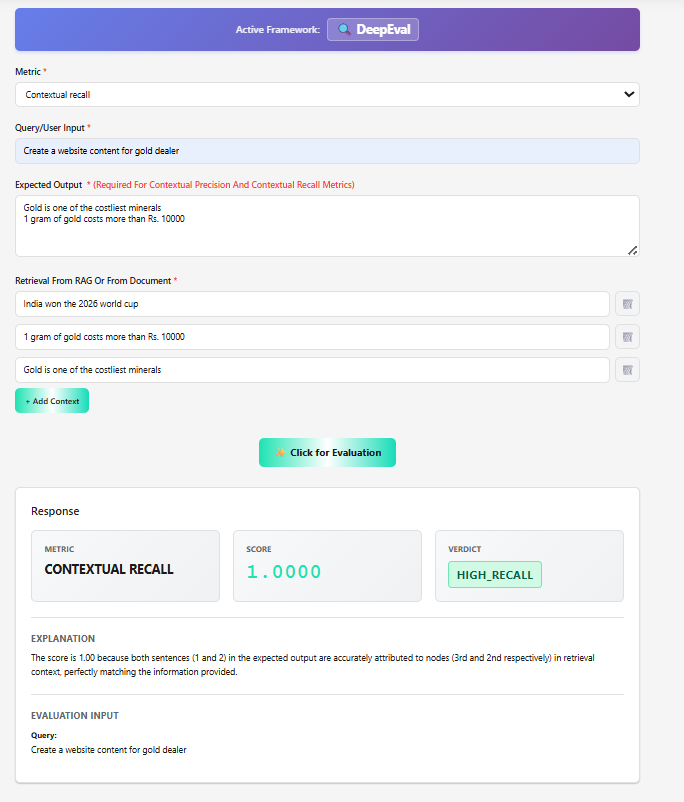 Active Framework: 🔍 DeepEval
Metric *
Contextual recall
Query/User Input *
Create a website content for gold dealer
Expected Output * (Required For Contextual Precision And Contextual Recall Metrics)
Gold is one of the costliest minerals
1 gram of gold costs more than Rs. 10000
Retrieval From RAG Or From Document *
India won the 2026 world cup
1 gram of gold costs more than Rs. 10000
Gold is one of the costliest minerals
+ Add Context
✨ Click for Evaluation
Response
METRIC
CONTEXTUAL RECALL
SCORE
1.0000
VERDICT
HIGH_RECALL
EXPLANATION
The score is 1.00 because both sentences (1 and 2) in the expected output are accurately attributed to nodes (3rd and 2nd respectively) in retrieval
context, perfectly matching the information provided.
EVALUATION INPUT
Query:
Create a website content for gold dealer